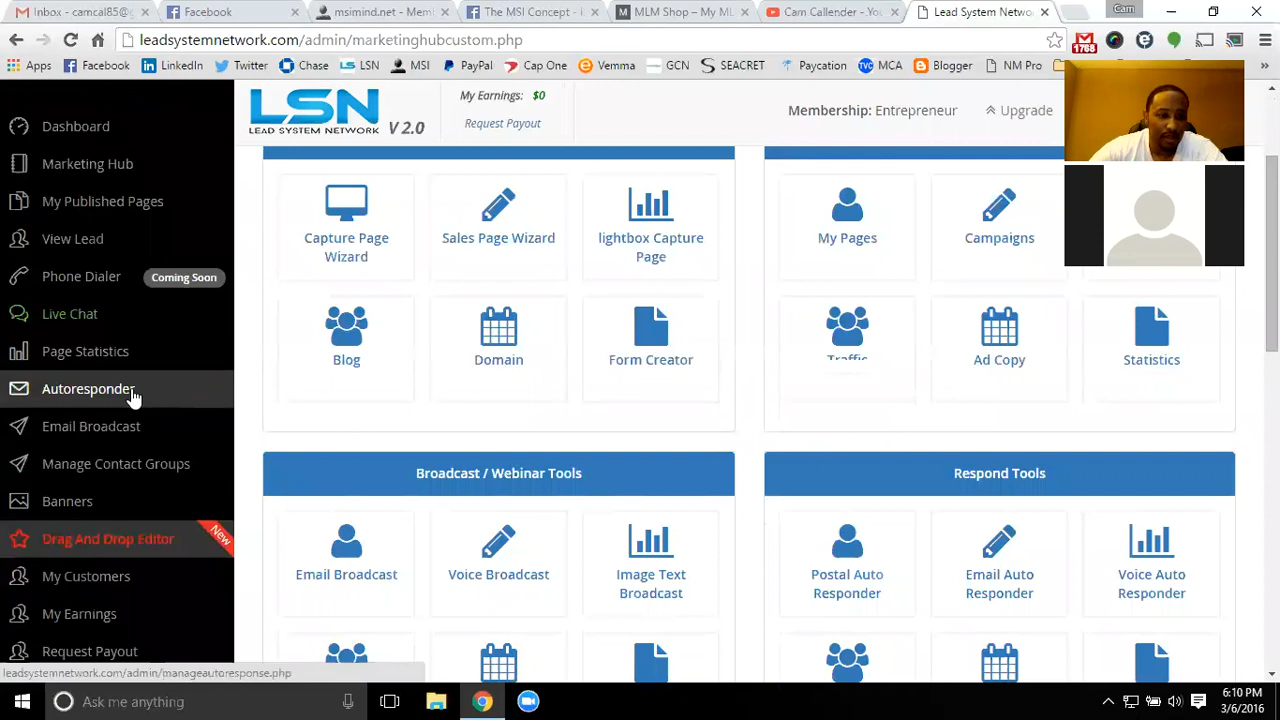 Inbox - camcal85@g
Facebook
msimind.net - Memb
The MSI Concept - i
MLM Shop – My ML
Cam Callender - Yo
Lead System Netwo
Cam
leadsystemnetwork.com/admin/marketinghubcustom.php
1768
Apps
Facebook
LinkedIn
Twitter
Chase
LSN
MSI
PayPal
Cap One
Vemma
GCN
SEACRET
Paycation
TVC
MCA
Blogger
NM Pro
LSN
LEAD SYSTEM NETWORK
V 2.0
My Earnings: $0
Request Payout
Membership: Entrepreneur
Upgrade
Dashboard
Marketing Hub
My Published Pages
View Lead
Phone Dialer
Coming Soon
Live Chat
Page Statistics
Autoresponder
Email Broadcast
Manage Contact Groups
Banners
Drag And Drop Editor
New
My Customers
My Earnings
Request Payout
Capture Page
Wizard
Sales Page Wizard
lightbox Capture
Page
My Pages
Campaigns
Blog
Domain
Form Creator
Traffic
Ad Copy
Statistics
Broadcast / Webinar Tools
Respond Tools
Email Broadcast
Voice Broadcast
Image Text
Broadcast
Postal Auto
Responder
Email Auto
Responder
Voice Auto
Responder
leadsystemnetwork.com/admin/manageautoresponse.php
Ask me anything
6:10 PM
3/6/2016